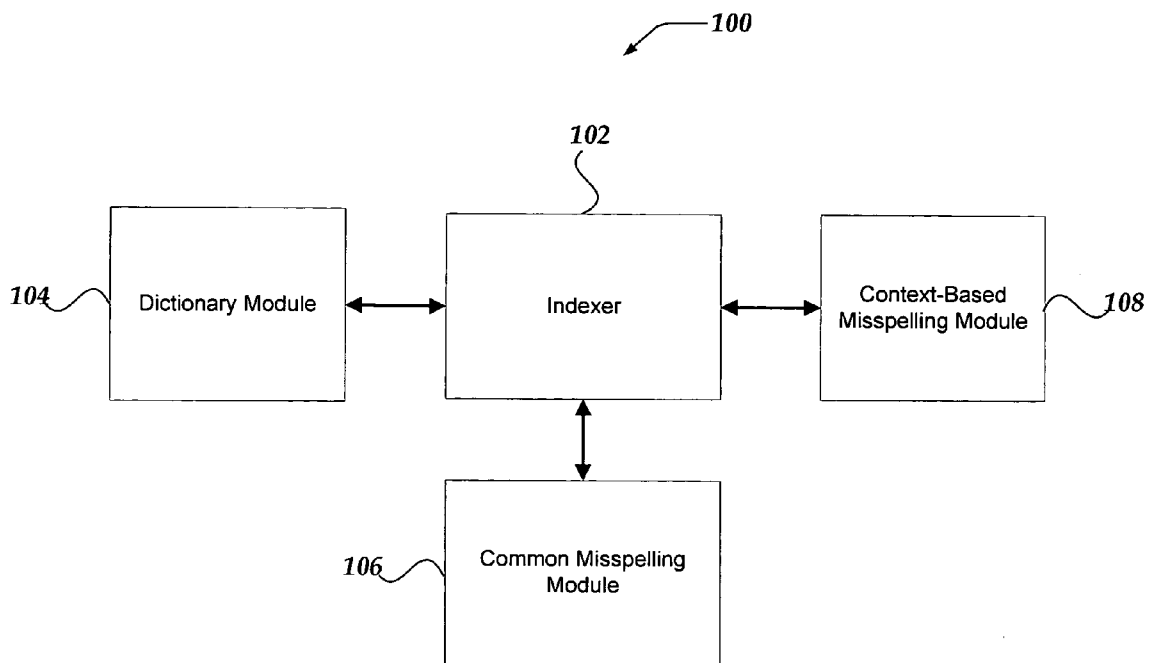 100
102
104
Dictionary Module
Indexer
Context-Based
Misspelling Module
108
106
Common Misspelling
Module